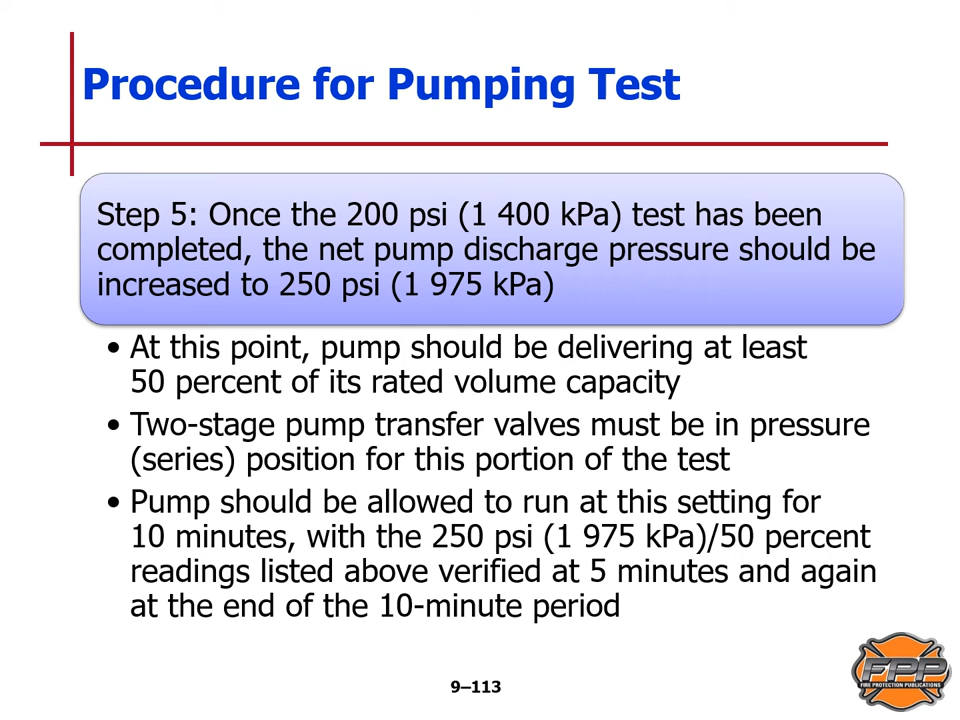 Procedure for Pumping Test
Step 5: Once the 200 psi (1 400 kPa) test has been
completed, the net pump discharge pressure should be
increased to 250 psi (1 975 kPa)
• At this point, pump should be delivering at least
50 percent of its rated volume capacity
• Two-stage pump transfer valves must be in pressure
(series) position for this portion of the test
• Pump should be allowed to run at this setting for
10 minutes, with the 250 psi (1 975 kPa)/50 percent
readings listed above verified at 5 minutes and again
at the end of the 10-minute period
FPP
FIRE PROTECTION PUBLICATIONS
9–113